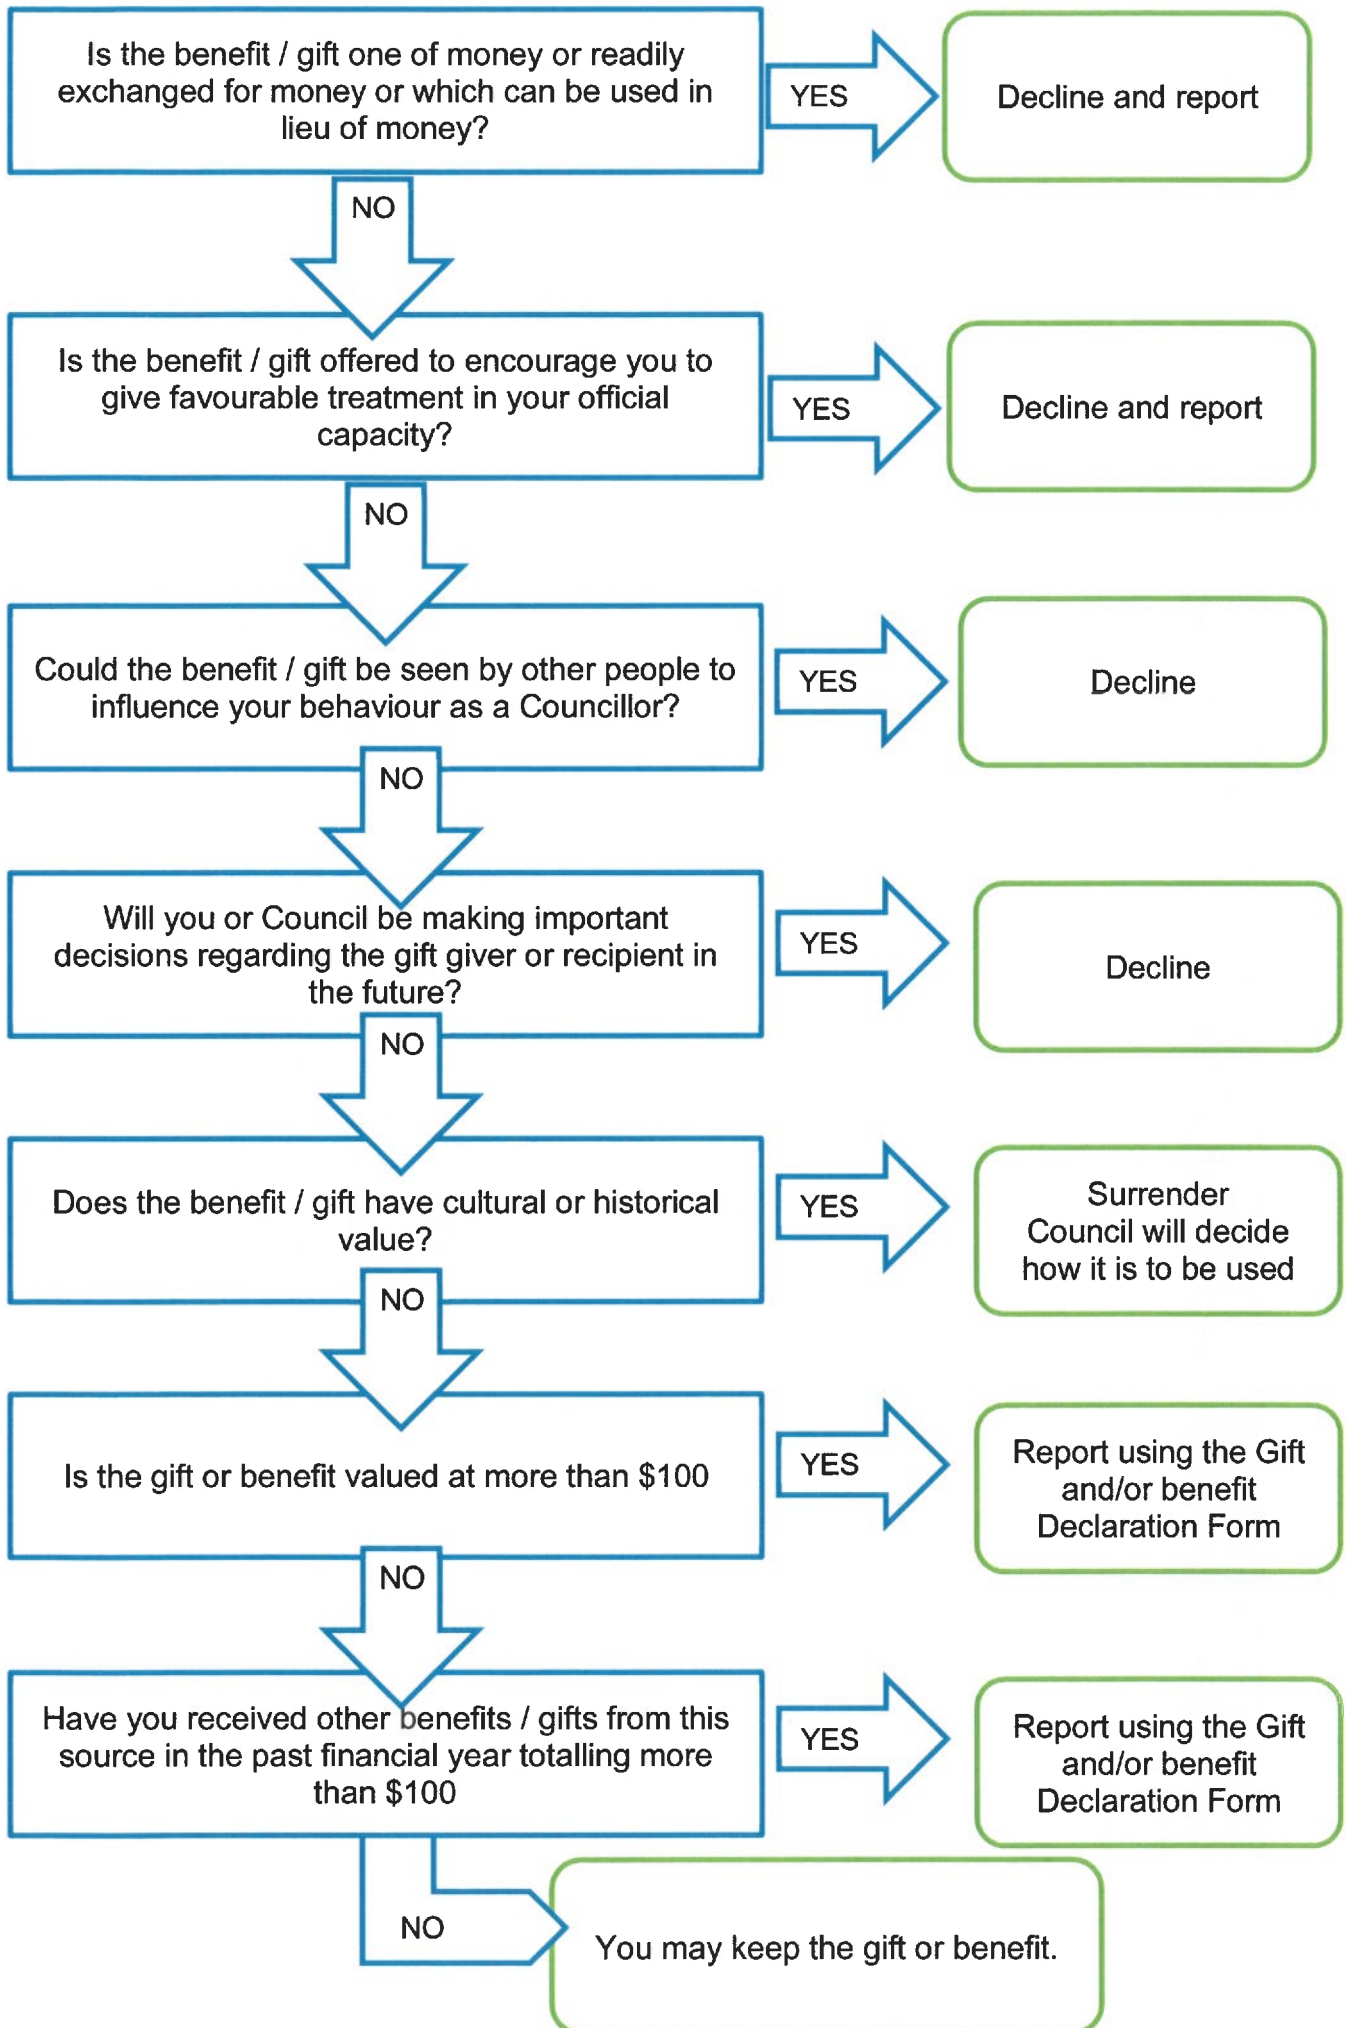 Is the benefit / gift one of money or readily
exchanged for money or which can be used in
lieu of money?
YES
Decline and report
NO
Is the benefit / gift offered to encourage you to
give favourable treatment in your official
capacity?
YES
Decline and report
NO
Could the benefit / gift be seen by other people to
influence your behaviour as a Councillor?
YES
Decline
NO
Will you or Council be making important
decisions regarding the gift giver or recipient in
the future?
YES
Decline
NO
Does the benefit / gift have cultural or historical
value?
YES
Surrender
Council will decide
how it is to be used
NO
Is the gift or benefit valued at more than $100
YES
Report using the Gift
and/or benefit
Declaration Form
NO
Have you received other benefits / gifts from this
source in the past financial year totalling more
than $100
YES
Report using the Gift
and/or benefit
Declaration Form
NO
You may keep the gift or benefit.